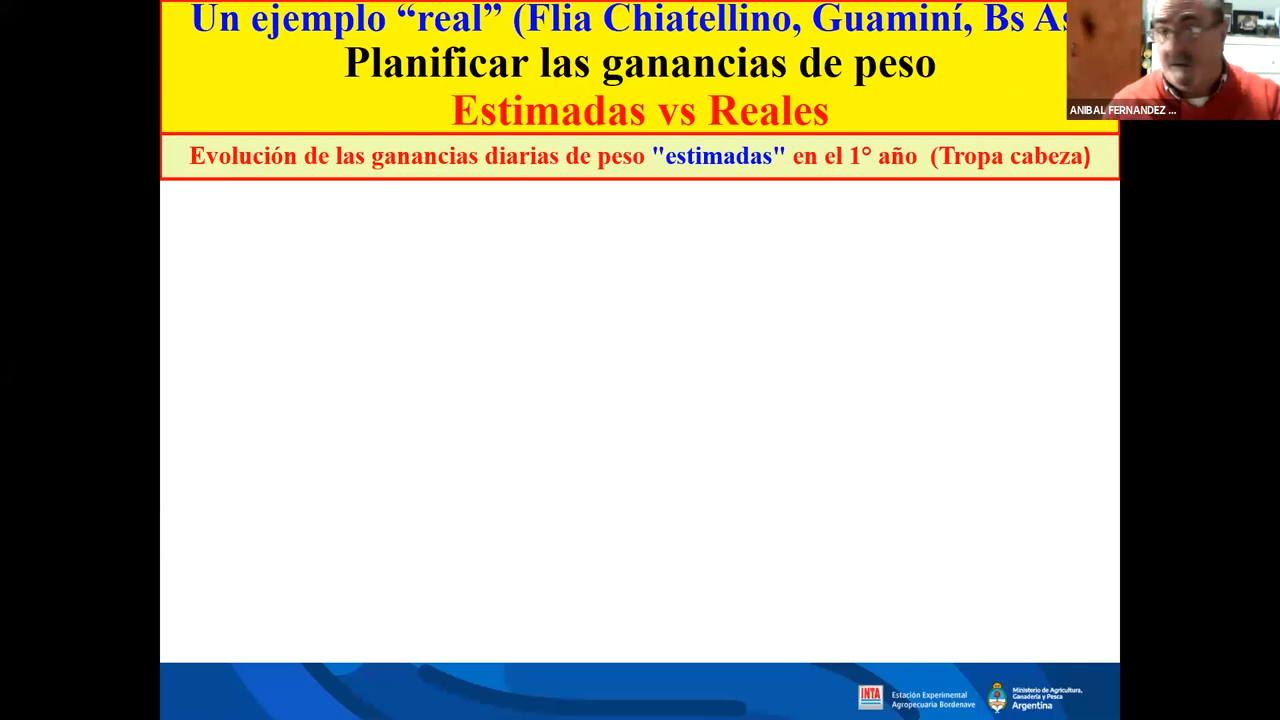 Un ejemplo “real” (Flia Chiatellino, Guaminí, Bs As
Planificar las ganancias de peso
Estimadas vs Reales
ANIBAL FERNANDEZ ...
Evolución de las ganancias diarias de peso "estimadas" en el 1° año (Tropa cabeza)
INTA
Estación Experimental
Agropecuaria Bordenave
Ministerio de Agricultura,
Ganadería y Pesca
Argentina